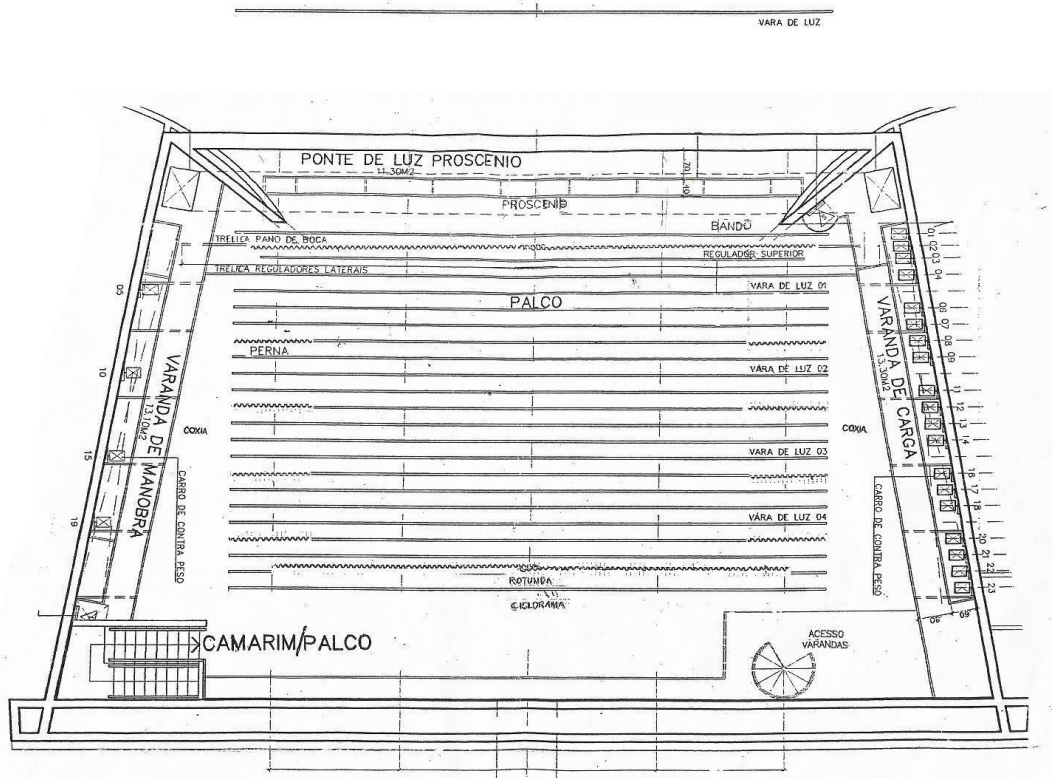 VARA DE LUZ
PONTE DE LUZ PROSCENIO
11.30M2
.70
.40
PROSCENIO
BANDÔ
TRELICA PANO DE BOCA
REGULADOR SUPERIOR
TRELICA REGULADORES LATERAIS
VARA DE LUZ 01
PALCO
PERNA
VARA DE LUZ 02
COXIA
COXIA
VARA DE LUZ 03
VARA DE LUZ 04
ROTUNDA
CICLORAMA
VARANDA DE MANOBRA
13.10M2
CARRO DE CONTRA PESO
05
10
15
19
VARANDA DE CARGA
13.30M2
CARRO DE CONTRA PESO
01
02
03
04
06
07
08
09
11
12
13
14
16
17
18
20
21
22
23
CAMARIM/PALCO
ACESSO
VARANDAS